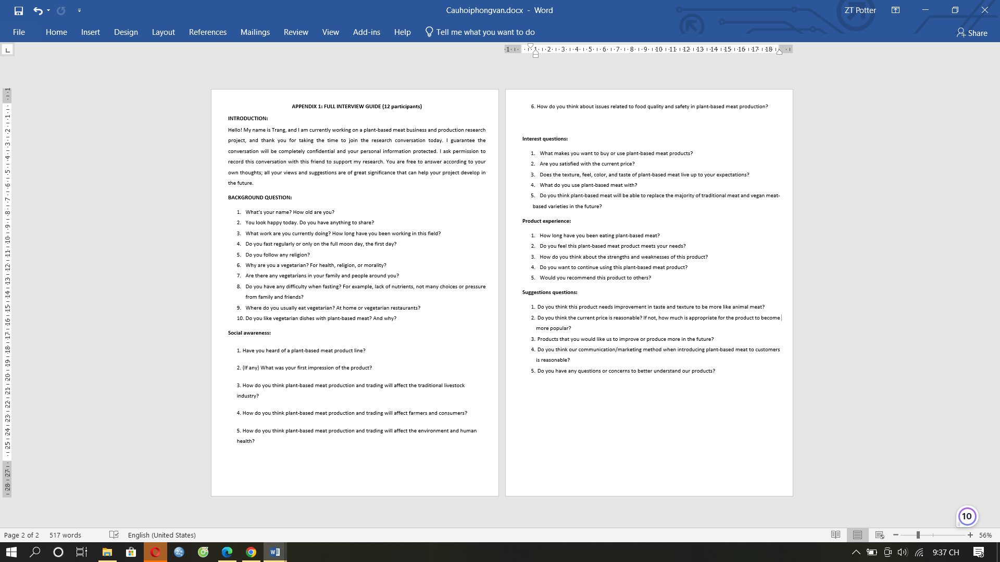 Cauhoiphongvan.docx - Word
ZT Potter
File Home Insert Design Layout References Mailings Review View Add-ins Help Tell me what you want to do
Share
1 1 2 3 4 5 6 7 8 9 10 11 12 13 14 15 16 17 18
APPENDIX 1: FULL INTERVIEW GUIDE (12 participants)
INTRODUCTION:
Hello! My name is Trang, and I am currently working on a plant-based meat business and production research
project, and thank you for taking the time to join the research conversation today. I guarantee the
conversation will be completely confidential and your personal information protected. I ask permission to
record this conversation with this friend to support my research. You are free to answer according to your
own thoughts; all your views and suggestions are of great significance that can help your project develop in
the future.
BACKGROUND QUESTION:
1. What's your name? How old are you?
2. You look happy today. Do you have anything to share?
3. What work are you currently doing? How long have you been working in this field?
4. Do you fast regularly or only on the full moon day, the first day?
5. Do you follow any religion?
6. Why are you a vegetarian? For health, religion, or morality?
7. Are there any vegetarians in your family and people around you?
8. Do you have any difficulty when fasting? For example, lack of nutrients, not many choices or pressure
from family and friends?
9. Where do you usually eat vegetarian? At home or vegetarian restaurants?
10. Do you like vegetarian dishes with plant-based meat? And why?
Social awareness:
1. Have you heard of a plant-based meat product line?
2. (If any) What was your first impression of the product?
3. How do you think plant-based meat production and trading will affect the traditional livestock
industry?
4. How do you think plant-based meat production and trading will affect farmers and consumers?
5. How do you think plant-based meat production and trading will affect the environment and human
health?
6. How do you think about issues related to food quality and safety in plant-based meat production?
Interest questions:
1. What makes you want to buy or use plant-based meat products?
2. Are you satisfied with the current price?
3. Does the texture, feel, color, and taste of plant-based meat live up to your expectations?
4. What do you use plant-based meat with?
5. Do you think plant-based meat will be able to replace the majority of traditional meat and vegan meat-
based varieties in the future?
Product experience:
1. How long have you been eating plant-based meat?
2. Do you feel this plant-based meat product meets your needs?
3. How do you think about the strengths and weaknesses of this product?
4. Do you want to continue using this plant-based meat product?
5. Would you recommend this product to others?
Suggestions questions:
1. Do you think this product needs improvement in taste and texture to be more like animal meat?
2. Do you think the current price is reasonable? If not, how much is appropriate for the product to become
more popular?
3. Products that you would like us to improve or produce more in the future?
4. Do you think our communication/marketing method when introducing plant-based meat to customers
is reasonable?
5. Do you have any questions or concerns to better understand our products?
10
Page 2 of 2 517 words English (United States)
56%
9:37 CH